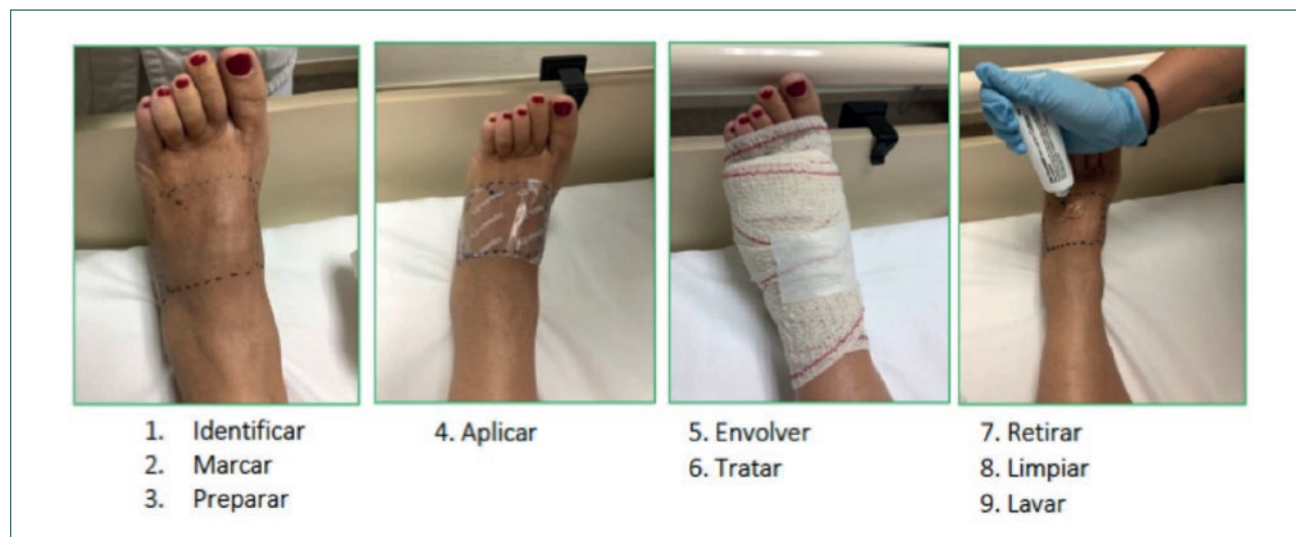 1. Identificar
2. Marcar
3. Preparar
4. Aplicar
5. Envolver
6. Tratar
7. Retirar
8. Limpiar
9. Lavar